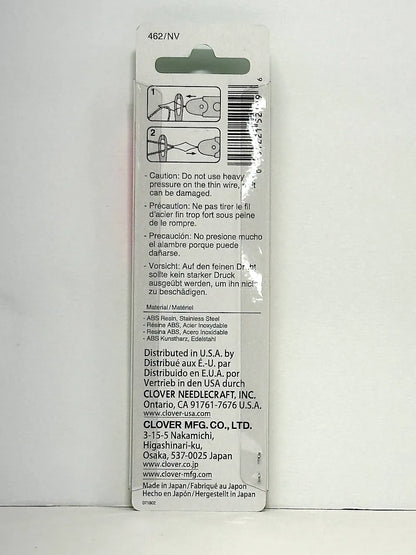 462/NV
1
2
- Caution: Do not use heavy
pressure on the thin wire,
can be damaged.
- Précaution: Ne pas tirer le fil
d'acier fin trop fort sous peine
de le rompre.
- Precaución: No presione mucho
el alambre porque puede
dañarse.
- Vorsicht: Auf den feinen Draht
sollte kein starker Druck
ausgeübt werden, um ihn nicht
zu beschädigen.
Material/Matériel
- ABS Resin, Stainless Steel
- Résine ABS, Acier Inoxydable
- Resina ABS, Acero Inoxidable
- ABS Kunstharz, Edelstahl
Distributed in U.S.A. by
Distribué aux É.-U. par
Distribuido en E.U.A. por
Vertrieb in den USA durch
CLOVER NEEDLECRAFT, INC.
Ontario, CA 91761-7676 U.S.A.
www.clover-usa.com
CLOVER MFG. CO., LTD.
3-15-5 Nakamichi,
Higashinari-ku,
Osaka, 537-0025 Japan
www.clover.co.jp
www.clover-mfg.com
Made in Japan/Fabriqué au Japon
Hecho en Japón/Hergestellt in Japan